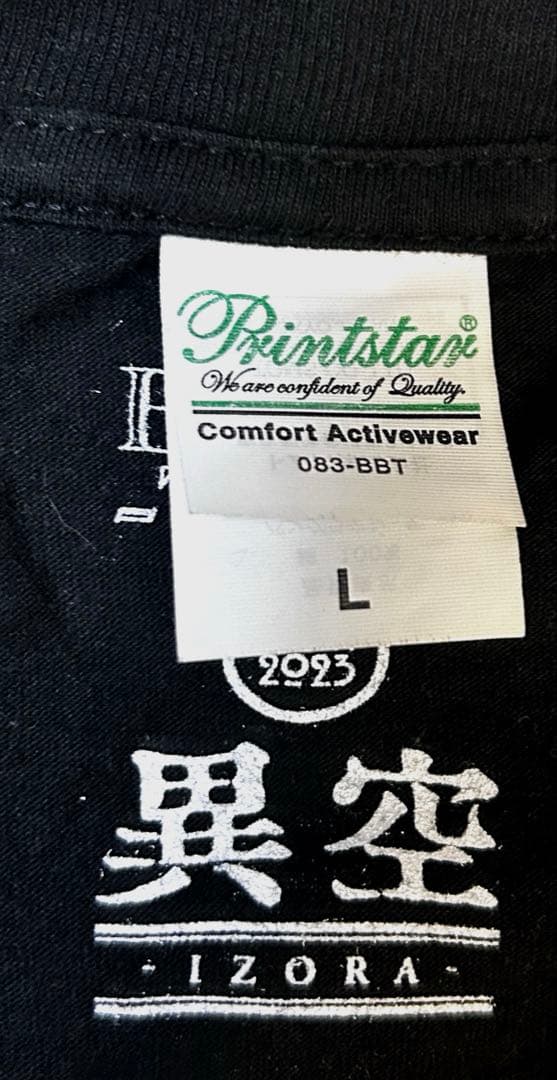 Printstar®
We are confident of Quality.
Comfort Activewear
083-BBT
L
2023
異空
- IZORA -